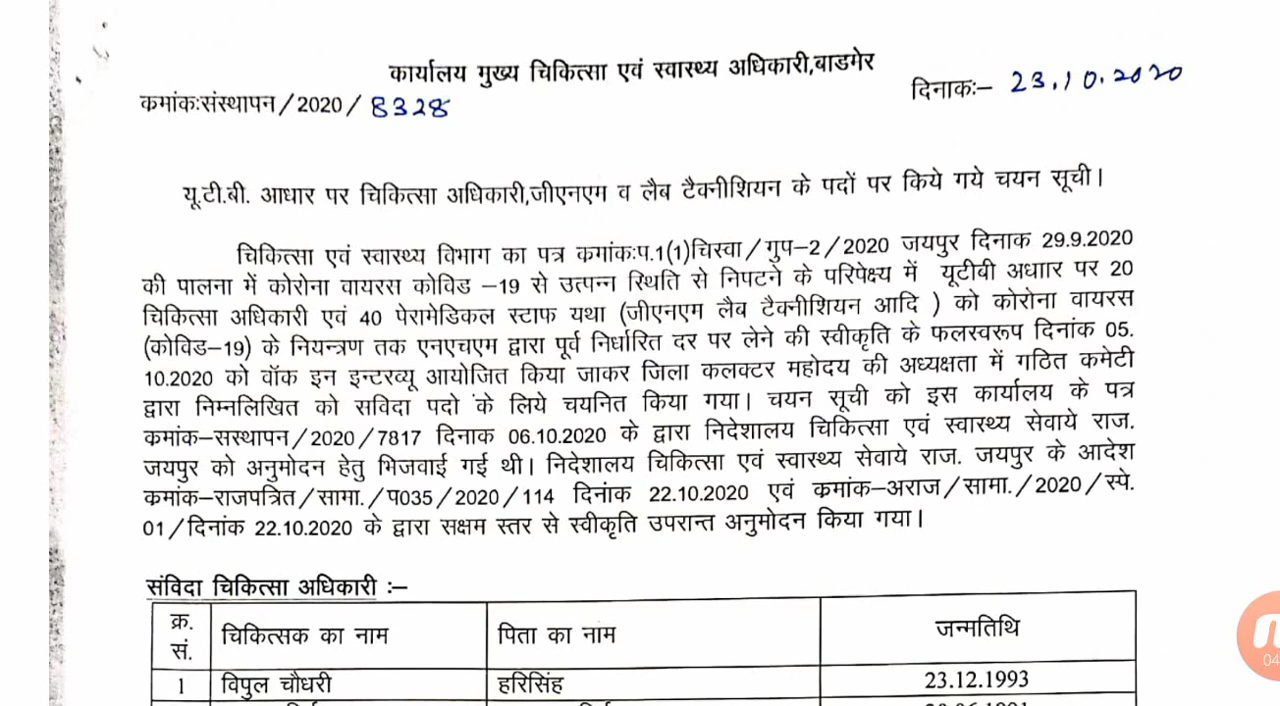 कार्यालय मुख्य चिकित्सा एवं स्वास्थ्य अधिकारी,बाडमेर
कमांकःसंस्थापन/2020/ 8328
दिनाकः– 23.10.2020
यू.टी.बी. आधार पर चिकित्सा अधिकारी,जीएनएम व लैब टैक्नीशियन के पदों पर किये गये चयन सूची।
चिकित्सा एवं स्वास्थ्य विभाग का पत्र कमांकःप.1(1)चिस्वा/गुप–2/2020 जयपुर दिनाक 29.9.2020
की पालना में कोरोना वायरस कोविड –19 से उत्पन्न स्थिति से निपटने के परिपेक्ष्य में यूटीवी अधाार पर 20
चिकित्सा अधिकारी एवं 40 पेरामेडिकल स्टाफ यथा (जीएनएम लैब टैक्नीशियन आदि ) को कोरोना वायरस
(कोविड–19) के नियन्त्रण तक एनएचएम द्वारा पूर्व निर्धारित दर पर लेने की स्वीकृति के फलस्वरूप दिनांक 05.
10.2020 को वॉक इन इन्टरव्यू आयोजित किया जाकर जिला कलक्टर महोदय की अध्यक्षता में गठित कमेटी
द्वारा निम्नलिखित को सविदा पदो के लिये चयनित किया गया। चयन सूची को इस कार्यालय के पत्र
कमांक–सस्थापन/2020/7817 दिनाक 06.10.2020 के द्वारा निदेशालय चिकित्सा एवं स्वास्थ्य सेवाये राज.
जयपुर को अनुमोदन हेतु भिजवाई गई थी। निदेशालय चिकित्सा एवं स्वास्थ्य सेवाये राज. जयपुर के आदेश
कमांक–राजपत्रित/सामा./प035/2020/114 दिनांक 22.10.2020 एवं कमांक–अराज/सामा./2020/स्पे.
01/दिनांक 22.10.2020 के द्वारा सक्षम स्तर से स्वीकृति उपरान्त अनुमोदन किया गया।
संविदा चिकित्सा अधिकारी :–
क्र. सं. चिकित्सक का नाम पिता का नाम जन्मतिथि
1 विपुल चौधरी हरिसिंह 23.12.1993
04